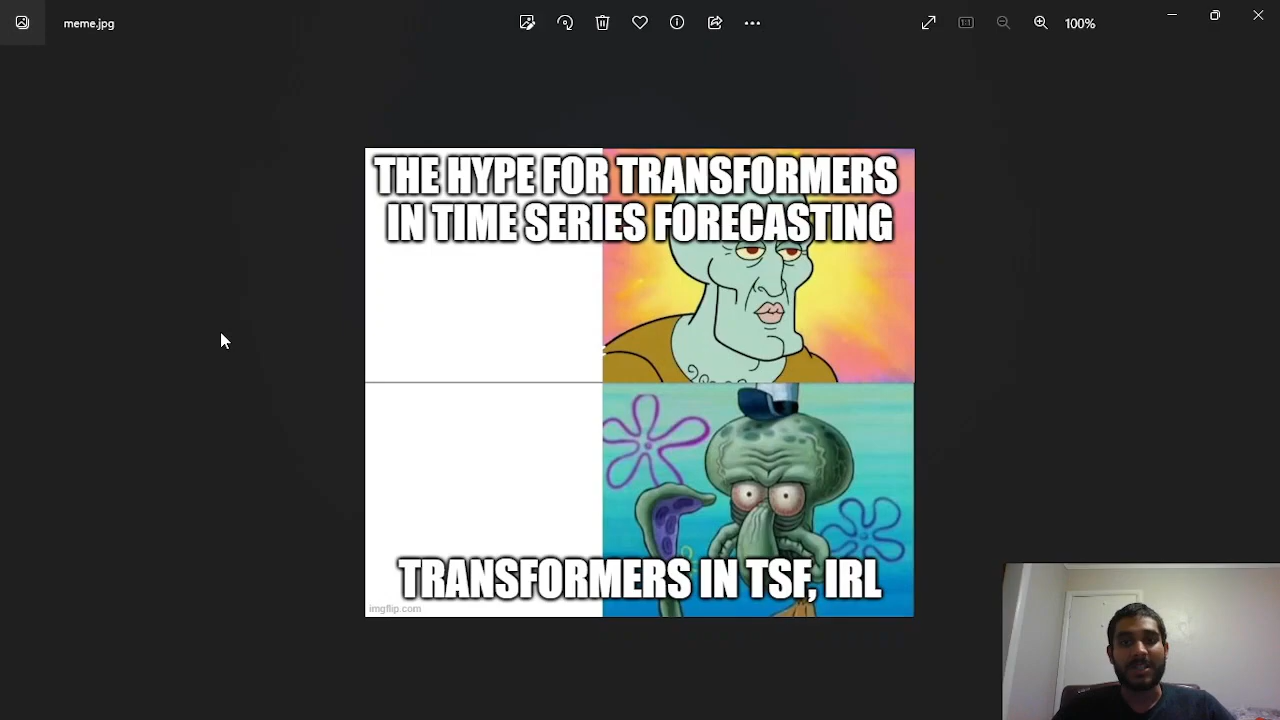 meme.jpg
100%
THE HYPE FOR TRANSFORMERS
IN TIME SERIES FORECASTING
TRANSFORMERS IN TSF, IRL
imgflip.com